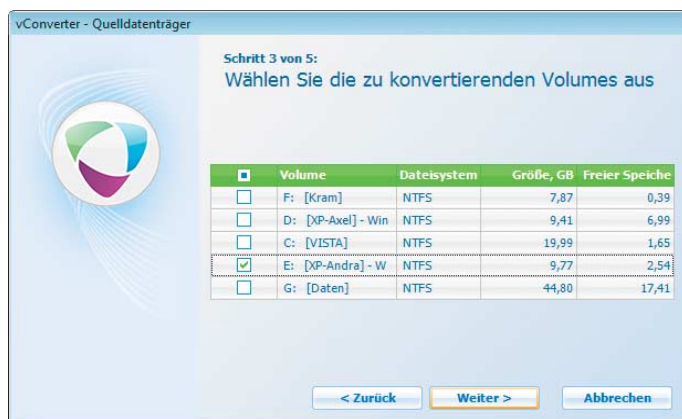 vConverter - Quelldatenträger
Schritt 3 von 5:
Wählen Sie die zu konvertierenden Volumes aus
Volume Dateisystem Größe, GB Freier Speiche
F: [Kram] NTFS 7,87 0,39
D: [XP-Axel] - Win NTFS 9,41 6,99
C: [VISTA] NTFS 19,99 1,65
E: [XP-Andra] - W NTFS 9,77 2,54
G: [Daten] NTFS 44,80 17,41
< Zurück Weiter > Abbrechen